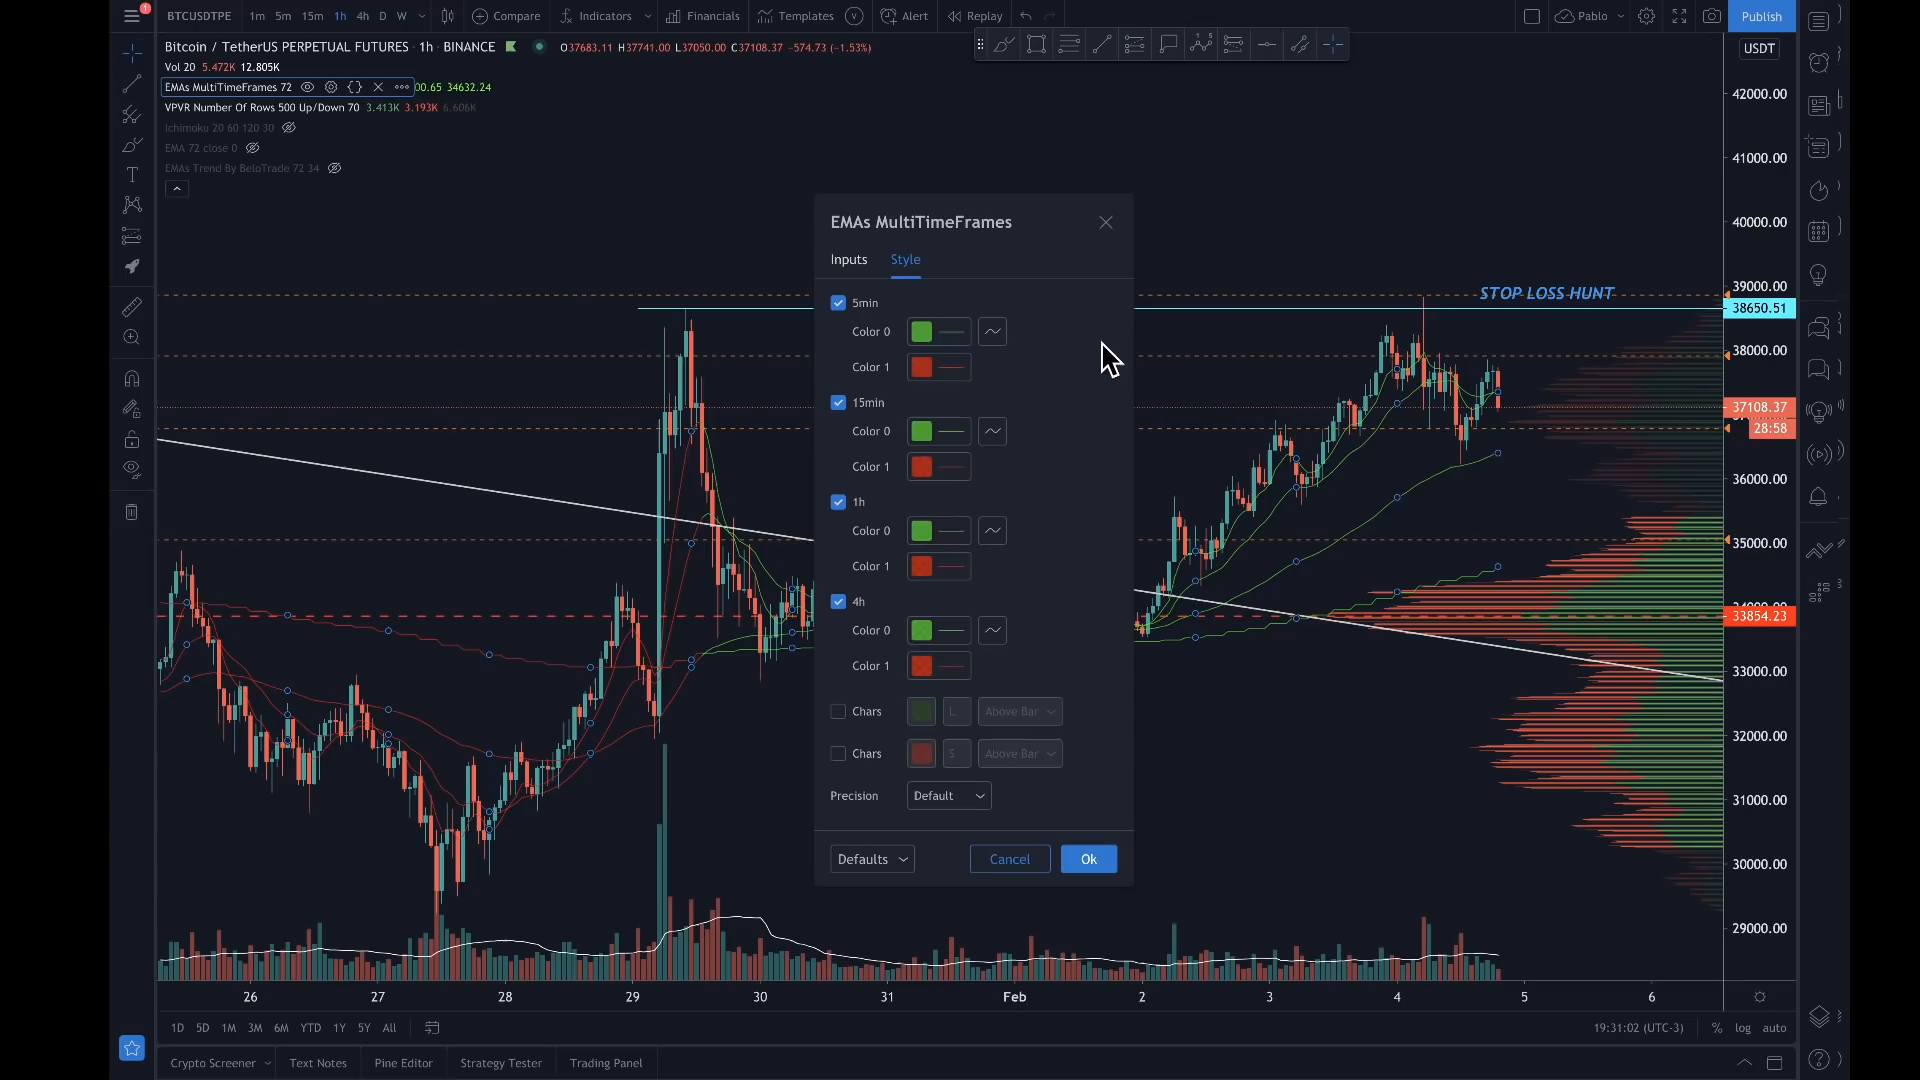 1
BTCUSDTPE 1m 5m 15m 1h 4h D W Compare Indicators Financials Templates V Alert Replay Pablo Publish
Bitcoin / TetherUS PERPETUAL FUTURES · 1h · BINANCE O37683.11 H37741.00 L37050.00 C37108.37 -574.73 (-1.53%)
USDT
Vol 20 5.472K 12.805K
EMAs MultiTimeFrames 72 00.65 34632.24
VPVR Number Of Rows 500 Up/Down 70 3.413K 3.193K 6.606K
Ichimoku 20 60 120 30
EMA 72 close 0
EMAs Trend By BeloTrade 72 34
42000.00
41000.00
40000.00
39000.00
STOP LOSS HUNT
38650.51
38000.00
37108.37
28:58
36000.00
35000.00
33854.23
33000.00
32000.00
31000.00
30000.00
29000.00
EMAs MultiTimeFrames
Inputs Style
5min
Color 0
Color 1
15min
Color 0
Color 1
1h
Color 0
Color 1
4h
Color 0
Color 1
Chars L Above Bar
Chars S Above Bar
Precision Default
Defaults Cancel Ok
26 27 28 29 30 31 Feb 2 3 4 5 6
1D 5D 1M 3M 6M YTD 1Y 5Y All 19:31:02 (UTC-3) % log auto
Crypto Screener Text Notes Pine Editor Strategy Tester Trading Panel